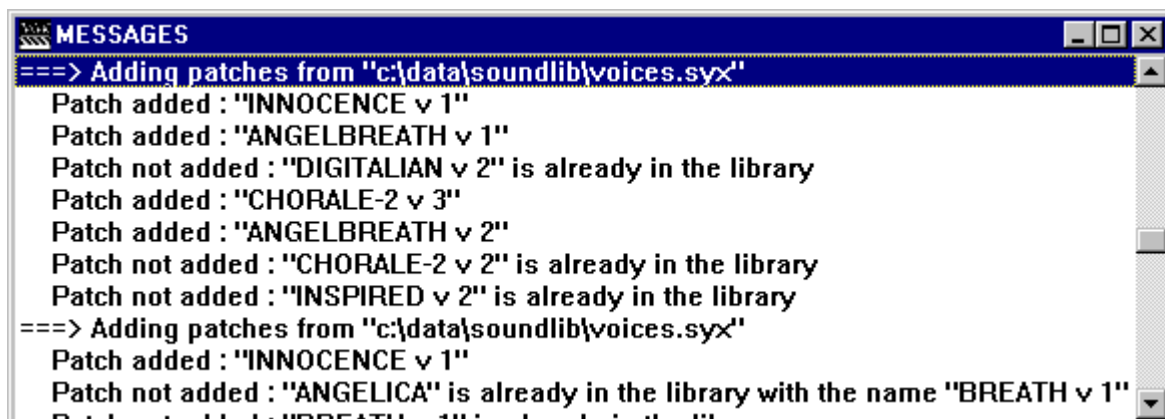 MESSAGES
===> Adding patches from "c:\data\soundlib\voices.syx"
Patch added : "INNOCENCE v 1"
Patch added : "ANGELBREATH v 1"
Patch not added : "DIGITALIAN v 2" is already in the library
Patch added : "CHORALE-2 v 3"
Patch added : "ANGELBREATH v 2"
Patch not added : "CHORALE-2 v 2" is already in the library
Patch not added : "INSPIRED v 2" is already in the library
===> Adding patches from "c:\data\soundlib\voices.syx"
Patch added : "INNOCENCE v 1"
Patch not added : "ANGELICA" is already in the library with the name "BREATH v 1"